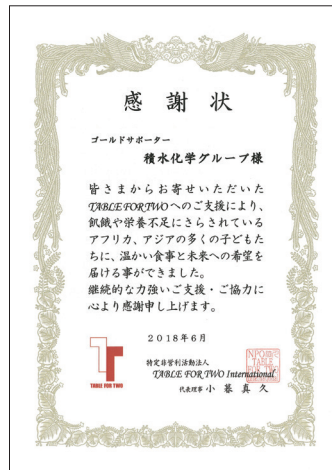 感謝状
ゴールドサポーター
積水化学グループ様
皆さまからお寄せいただいた
TABLE FOR TWOへのご支援により、
飢餓や栄養不足にさらされている
アフリカ、アジアの多くの子どもた
ちに、温かい食事と未来への希望を
届ける事ができました。
継続的な力強いご支援・ご協力に
心より感謝申し上げます。
2018年6月
特定非営利活動法人
TABLE FOR TWO International
代表理事 小暮真久
TABLE FOR TWO